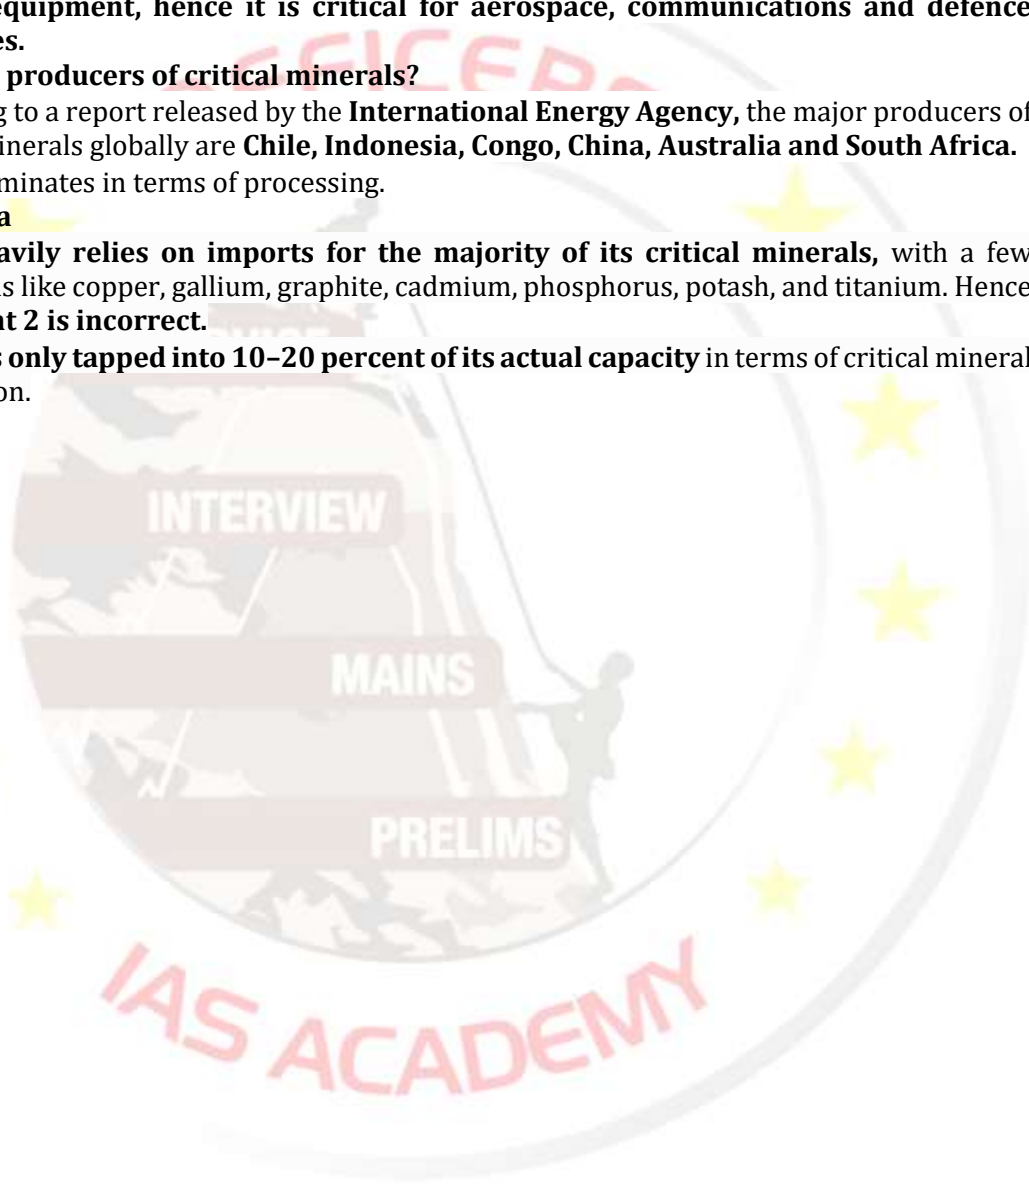 equipment, hence it is critical for aerospace, communications and defence
es.
producers of critical minerals?
g to a report released by the International Energy Agency, the major producers of
inerals globally are Chile, Indonesia, Congo, China, Australia and South Africa.
minates in terms of processing.
a
avily relies on imports for the majority of its critical minerals, with a few
s like copper, gallium, graphite, cadmium, phosphorus, potash, and titanium. Hence
nt 2 is incorrect.
s only tapped into 10–20 percent of its actual capacity in terms of critical mineral
on.
INTERVIEW
MAINS
PRELIMS
IAS ACADEMY